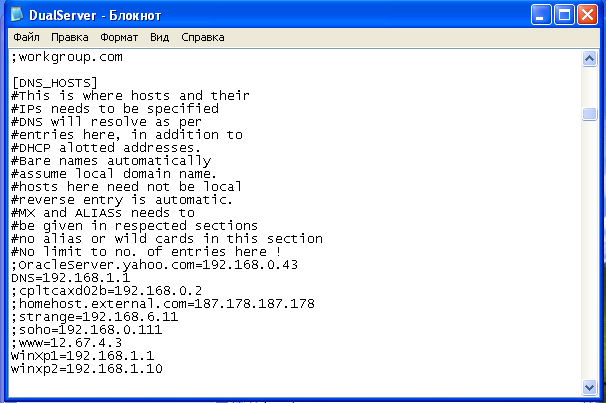 DualServer - Блокнот
Файл Правка Формат Вид Справка
;workgroup.com
[DNS_HOSTS]
#This is where hosts and their
#IPs needs to be specified
#DNS will resolve as per
#entries here, in addition to
#DHCP alotted addresses.
#Bare names automatically
#assume local domain name.
#hosts here need not be local
#reverse entry is automatic.
#MX and ALIASs needs to
#be given in respected sections
#no alias or wild cards in this section
#No limit to no. of entries here !
;OracleServer.yahoo.com=192.168.0.43
DNS=192.168.1.1
;cpltcaxd02b=192.168.0.2
;homehost.external.com=187.178.187.178
;strange=192.168.6.11
;soho=192.168.0.111
;www=12.67.4.3
winxp1=192.168.1.1
winxp2=192.168.1.10